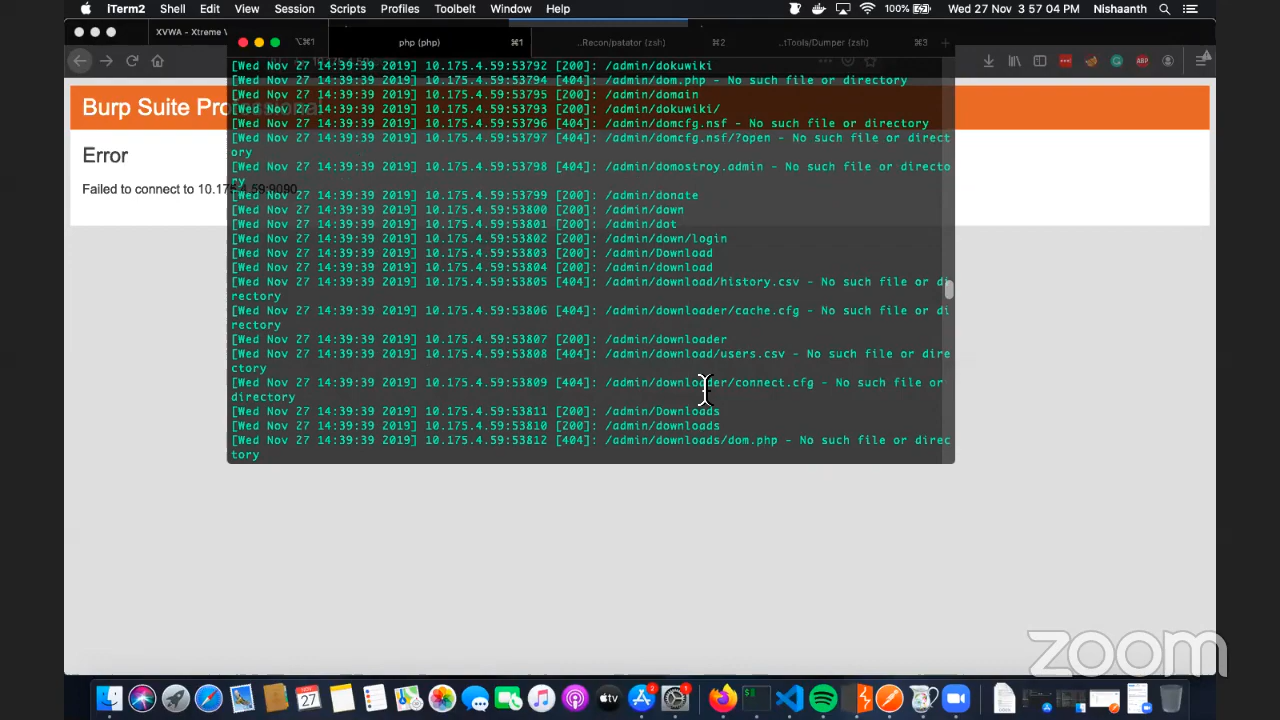 iTerm2 Shell Edit View Session Scripts Profiles Toolbelt Window Help 100% Wed 27 Nov 3 57 04 PM Nishaanth
XVWA - Xtreme V
⌥⌘1 php (php) ⌘1 ..Recon/patator (zsh) ⌘2 ...tTools/Dumper (zsh) ⌘3 +
[Wed Nov 27 14:39:39 2019] 10.175.4.59:53792 [200]: /admin/dokuwiki
[Wed Nov 27 14:39:39 2019] 10.175.4.59:53794 [404]: /admin/dom.php - No such file or directory
[Wed Nov 27 14:39:39 2019] 10.175.4.59:53795 [200]: /admin/domain
[Wed Nov 27 14:39:39 2019] 10.175.4.59:53793 [200]: /admin/dokuwiki/
[Wed Nov 27 14:39:39 2019] 10.175.4.59:53796 [404]: /admin/domcfg.nsf - No such file or directory
[Wed Nov 27 14:39:39 2019] 10.175.4.59:53797 [404]: /admin/domcfg.nsf/?open - No such file or direct
ory
[Wed Nov 27 14:39:39 2019] 10.175.4.59:53798 [404]: /admin/domostroy.admin - No such file or directo
ry
[Wed Nov 27 14:39:39 2019] 10.175.4.59:53799 [200]: /admin/donate
[Wed Nov 27 14:39:39 2019] 10.175.4.59:53800 [200]: /admin/down
[Wed Nov 27 14:39:39 2019] 10.175.4.59:53801 [200]: /admin/dot
[Wed Nov 27 14:39:39 2019] 10.175.4.59:53802 [200]: /admin/down/login
[Wed Nov 27 14:39:39 2019] 10.175.4.59:53803 [200]: /admin/Download
[Wed Nov 27 14:39:39 2019] 10.175.4.59:53804 [200]: /admin/download
[Wed Nov 27 14:39:39 2019] 10.175.4.59:53805 [404]: /admin/download/history.csv - No such file or di
rectory
[Wed Nov 27 14:39:39 2019] 10.175.4.59:53806 [404]: /admin/downloader/cache.cfg - No such file or di
rectory
[Wed Nov 27 14:39:39 2019] 10.175.4.59:53807 [200]: /admin/downloader
[Wed Nov 27 14:39:39 2019] 10.175.4.59:53808 [404]: /admin/download/users.csv - No such file or dire
ctory
[Wed Nov 27 14:39:39 2019] 10.175.4.59:53809 [404]: /admin/downloader/connect.cfg - No such file or
directory
[Wed Nov 27 14:39:39 2019] 10.175.4.59:53811 [200]: /admin/Downloads
[Wed Nov 27 14:39:39 2019] 10.175.4.59:53810 [200]: /admin/downloads
[Wed Nov 27 14:39:39 2019] 10.175.4.59:53812 [404]: /admin/downloads/dom.php - No such file or direc
tory
Burp Suite Professional
Error
Failed to connect to 10.175.4.59:9090
ABP
27
tv
zoom